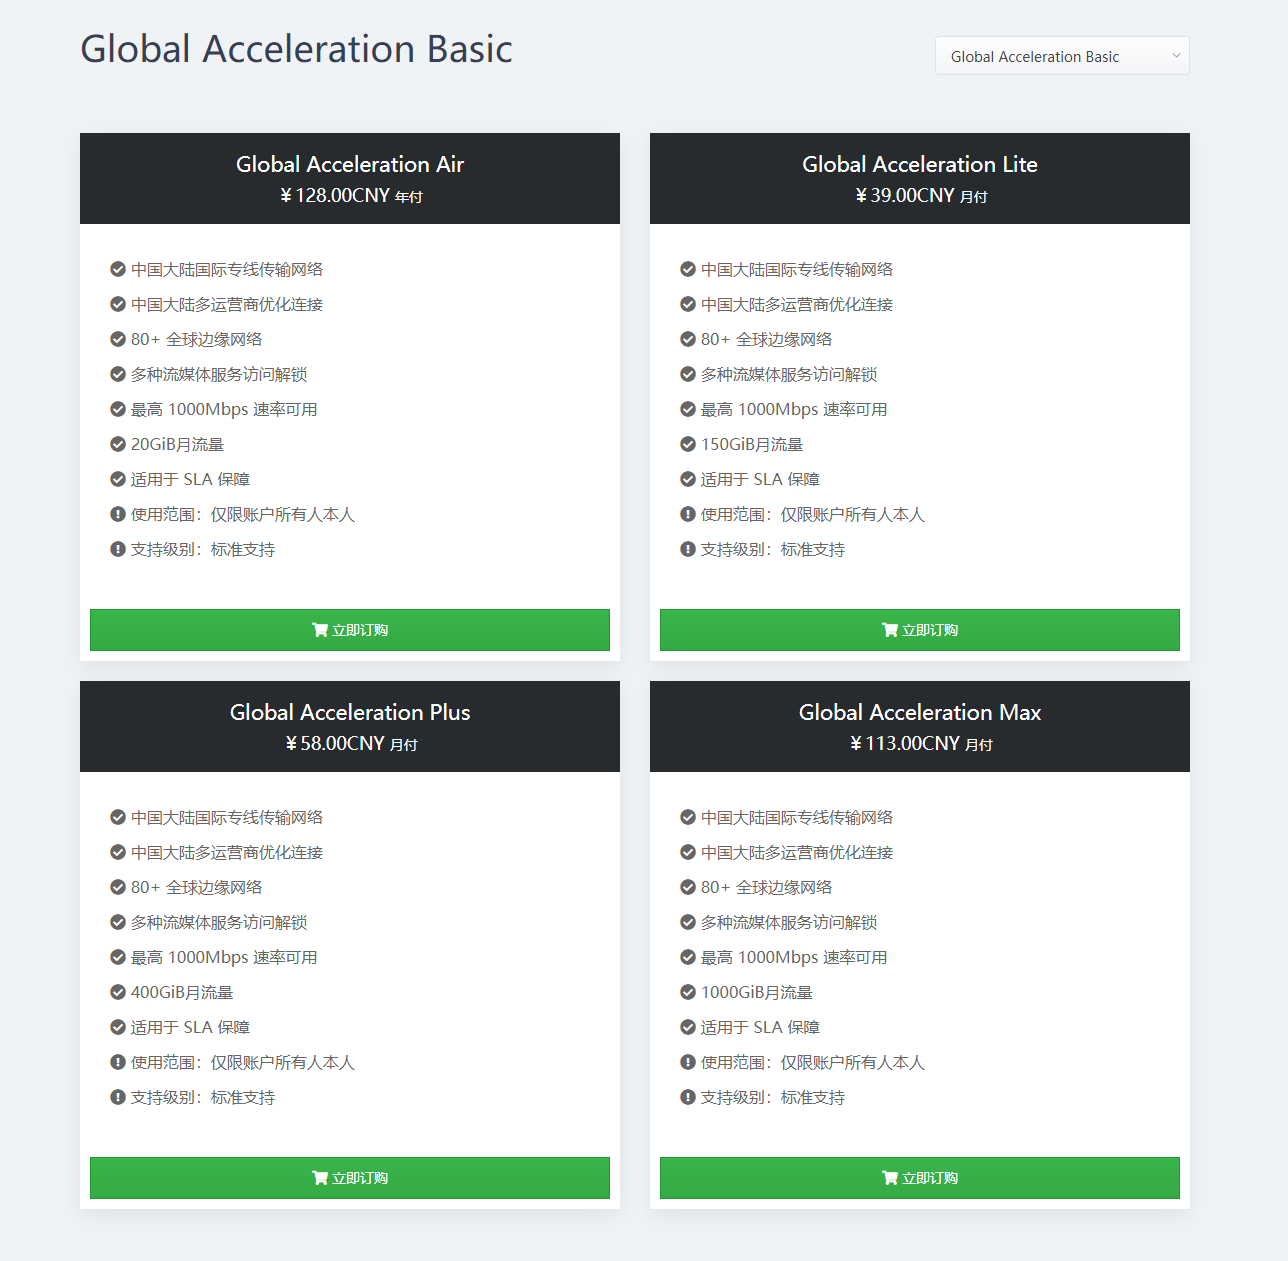 Global Acceleration Basic
Global Acceleration Basic
Global Acceleration Air
¥ 128.00CNY 年付
中国大陆国际专线传输网络
中国大陆多运营商优化连接
80+ 全球边缘网络
多种流媒体服务访问解锁
最高 1000Mbps 速率可用
20GiB月流量
适用于 SLA 保障
使用范围：仅限账户所有人本人
支持级别：标准支持
立即订购
Global Acceleration Lite
¥ 39.00CNY 月付
中国大陆国际专线传输网络
中国大陆多运营商优化连接
80+ 全球边缘网络
多种流媒体服务访问解锁
最高 1000Mbps 速率可用
150GiB月流量
适用于 SLA 保障
使用范围：仅限账户所有人本人
支持级别：标准支持
立即订购
Global Acceleration Plus
¥ 58.00CNY 月付
中国大陆国际专线传输网络
中国大陆多运营商优化连接
80+ 全球边缘网络
多种流媒体服务访问解锁
最高 1000Mbps 速率可用
400GiB月流量
适用于 SLA 保障
使用范围：仅限账户所有人本人
支持级别：标准支持
立即订购
Global Acceleration Max
¥ 113.00CNY 月付
中国大陆国际专线传输网络
中国大陆多运营商优化连接
80+ 全球边缘网络
多种流媒体服务访问解锁
最高 1000Mbps 速率可用
1000GiB月流量
适用于 SLA 保障
使用范围：仅限账户所有人本人
支持级别：标准支持
立即订购